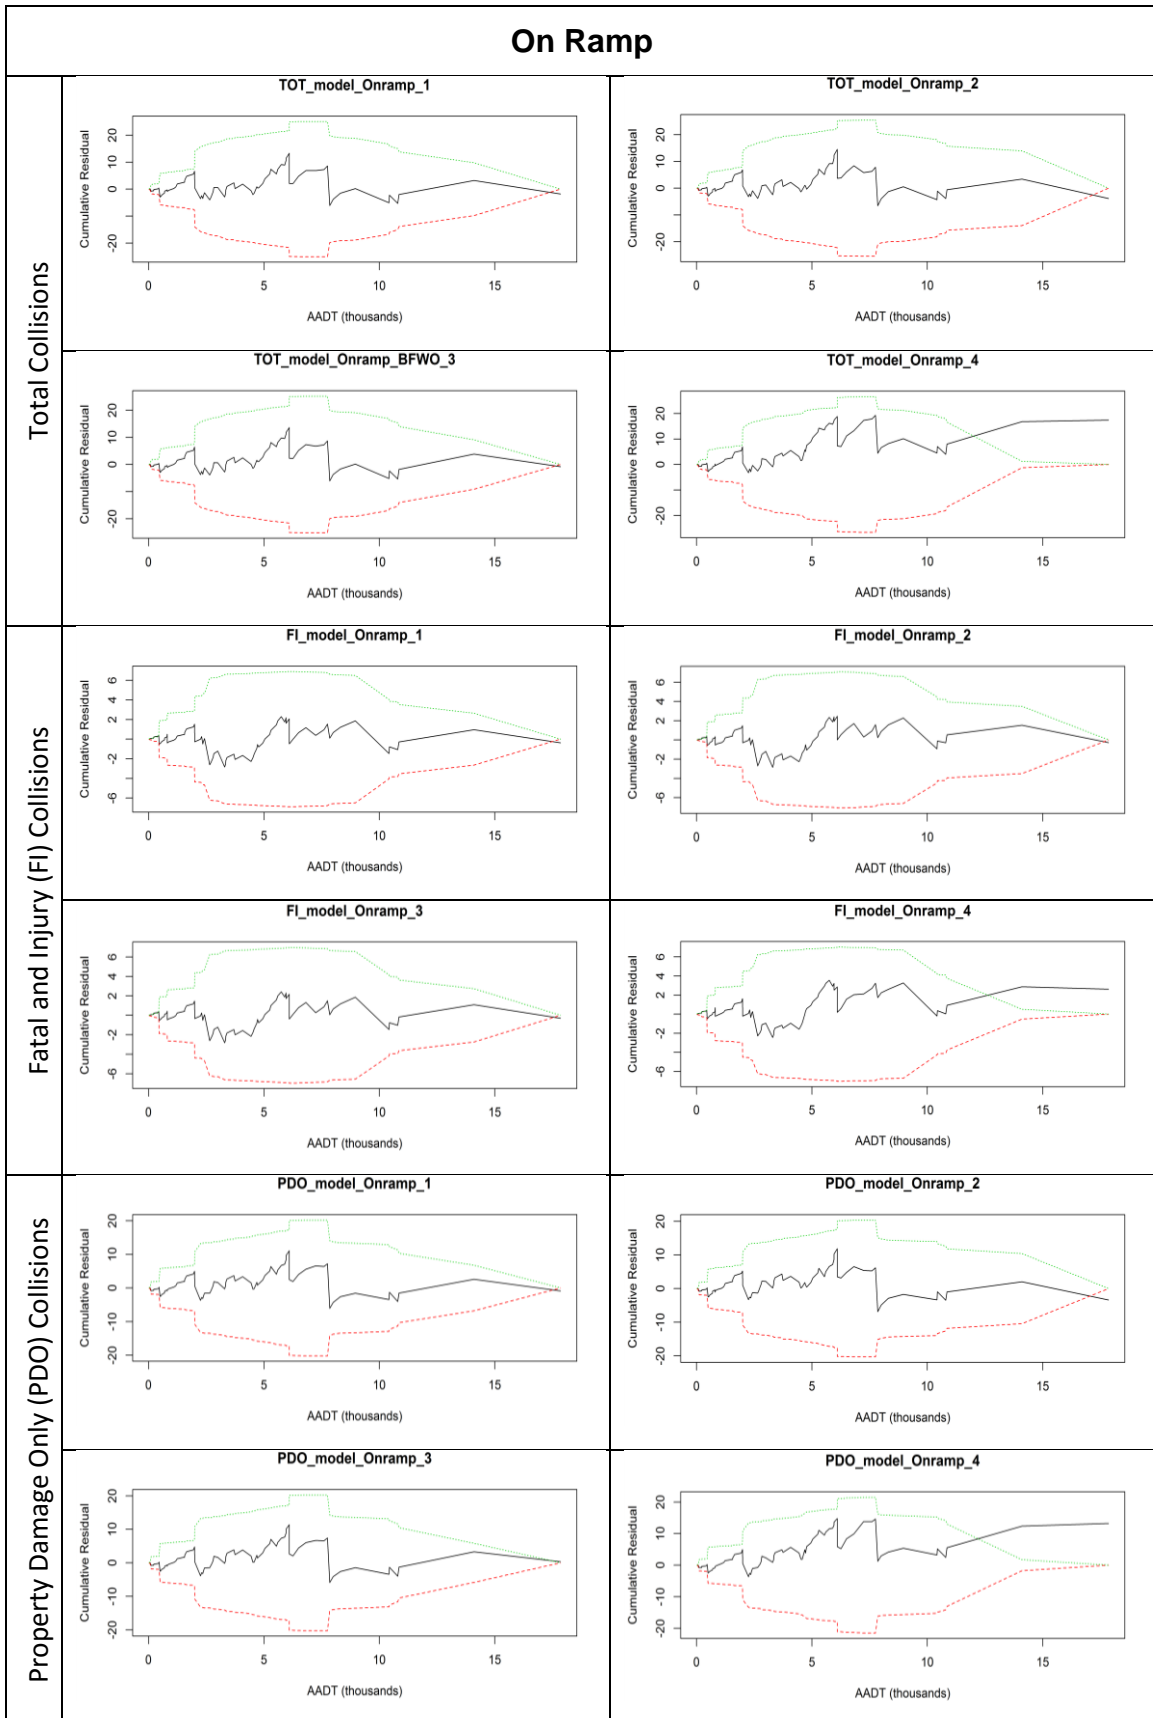 On Ramp
Total Collisions
TOT_model_Onramp_1
Cumulative Residual
20
10
0
-20
0 5 10 15
AADT (thousands)
TOT_model_Onramp_2
Cumulative Residual
20
10
0
-20
0 5 10 15
AADT (thousands)
TOT_model_Onramp_BFWO_3
Cumulative Residual
20
10
0
-20
0 5 10 15
AADT (thousands)
TOT_model_Onramp_4
Cumulative Residual
20
10
0
-20
0 5 10 15
AADT (thousands)
Fatal and Injury (FI) Collisions
FI_model_Onramp_1
Cumulative Residual
6
4
2
-2
-6
0 5 10 15
AADT (thousands)
FI_model_Onramp_2
Cumulative Residual
6
4
2
-2
-6
0 5 10 15
AADT (thousands)
FI_model_Onramp_3
Cumulative Residual
6
4
2
-2
-6
0 5 10 15
AADT (thousands)
FI_model_Onramp_4
Cumulative Residual
6
4
2
-2
-6
0 5 10 15
AADT (thousands)
Property Damage Only (PDO) Collisions
PDO_model_Onramp_1
Cumulative Residual
20
10
0
-10
-20
0 5 10 15
AADT (thousands)
PDO_model_Onramp_2
Cumulative Residual
20
10
0
-10
-20
0 5 10 15
AADT (thousands)
PDO_model_Onramp_3
Cumulative Residual
20
10
0
-10
-20
0 5 10 15
AADT (thousands)
PDO_model_Onramp_4
Cumulative Residual
20
10
0
-10
-20
0 5 10 15
AADT (thousands)